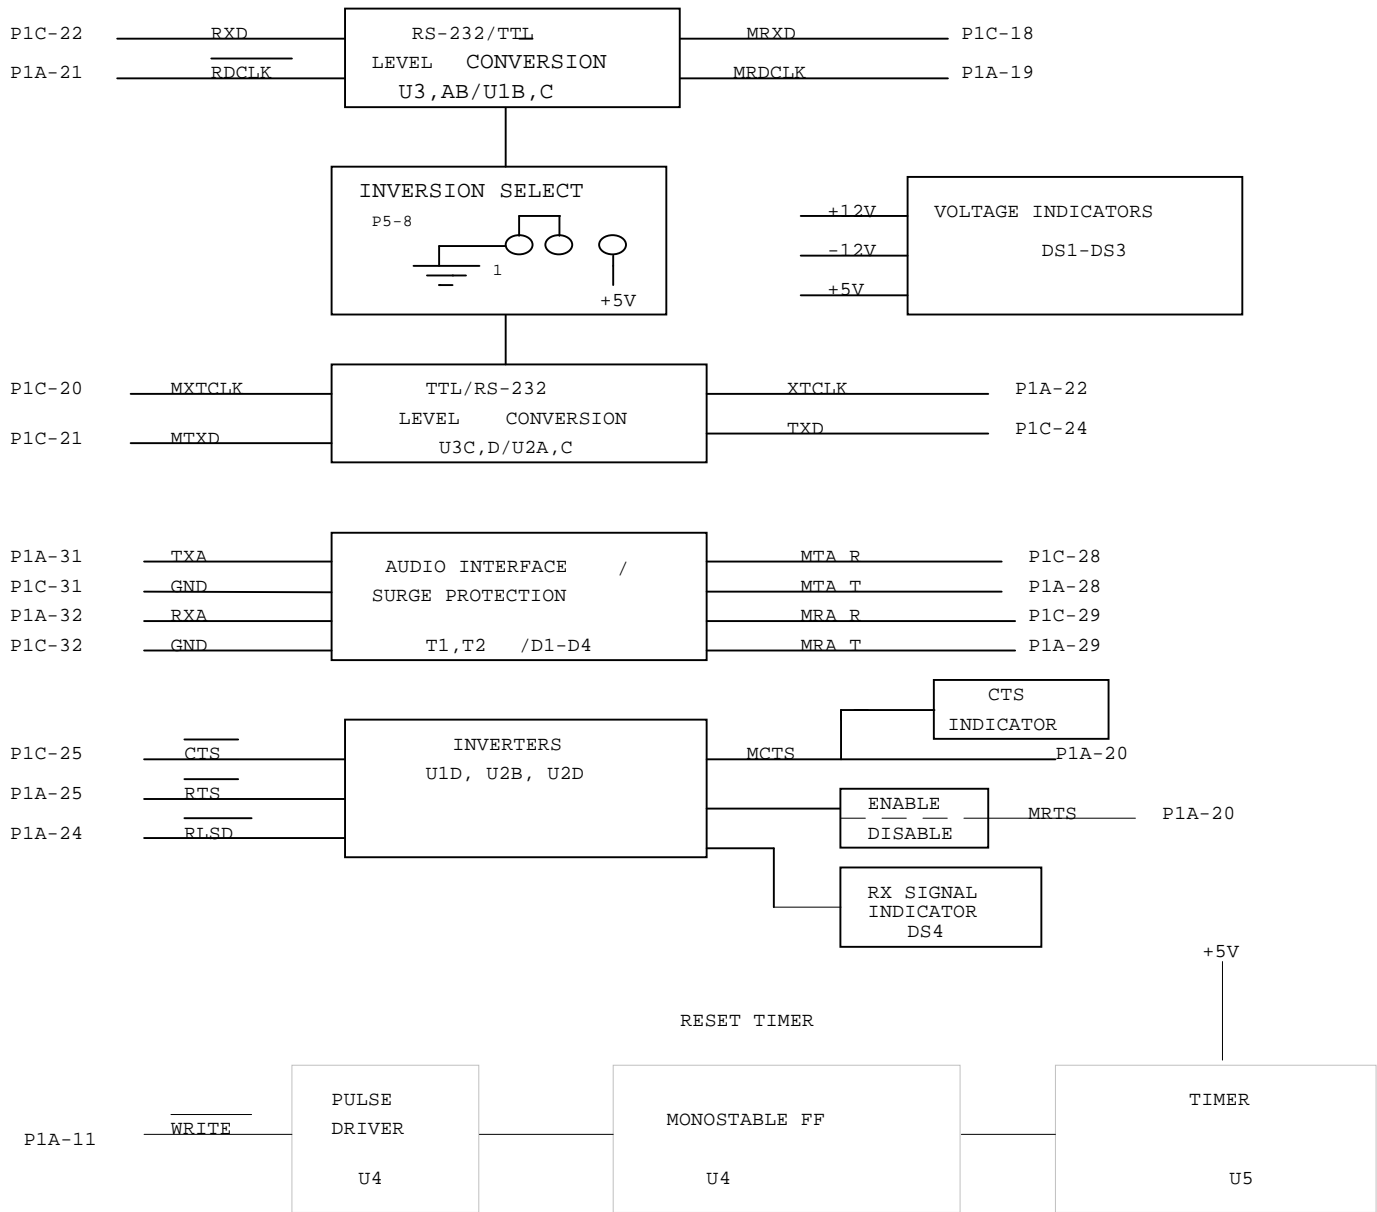 P1C-22 RXD RS-232/TTL MRXD P1C-18
P1A-21 RDCLK LEVEL CONVERSION MRDCLK P1A-19
U3,AB/U1B,C
INVERSION SELECT
P5-8
1
+5V
+12V VOLTAGE INDICATORS
-12V DS1-DS3
+5V
P1C-20 MXTCLK TTL/RS-232 XTCLK P1A-22
LEVEL CONVERSION
P1C-21 MTXD U3C,D/U2A,C TXD P1C-24
P1A-31 TXA AUDIO INTERFACE / MTA R P1C-28
P1C-31 GND SURGE PROTECTION MTA T P1A-28
P1A-32 RXA MRA R P1C-29
P1C-32 GND T1,T2 /D1-D4 MRA T P1A-29
CTS
INDICATOR
P1C-25 CTS INVERTERS MCTS P1A-20
U1D, U2B, U2D
P1A-25 RTS ENABLE MRTS P1A-20
P1A-24 RLSD DISABLE
RX SIGNAL
INDICATOR
DS4
+5V
RESET TIMER
PULSE MONOSTABLE FF TIMER
P1A-11 WRITE DRIVER
U4 U4 U5